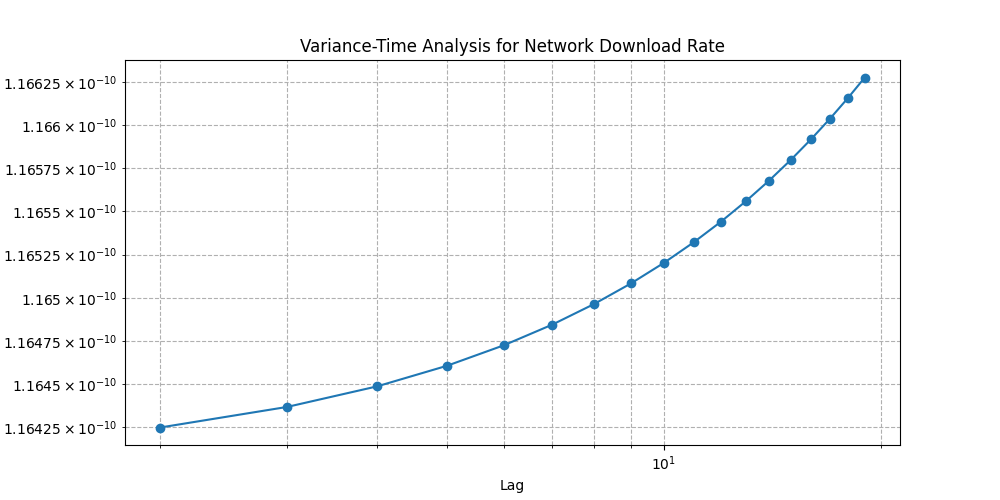 Variance-Time Analysis for Network Download Rate
1.16625 × 10⁻¹⁰
1.166 × 10⁻¹⁰
1.16575 × 10⁻¹⁰
1.1655 × 10⁻¹⁰
1.16525 × 10⁻¹⁰
1.165 × 10⁻¹⁰
1.16475 × 10⁻¹⁰
1.1645 × 10⁻¹⁰
1.16425 × 10⁻¹⁰
10¹
Lag